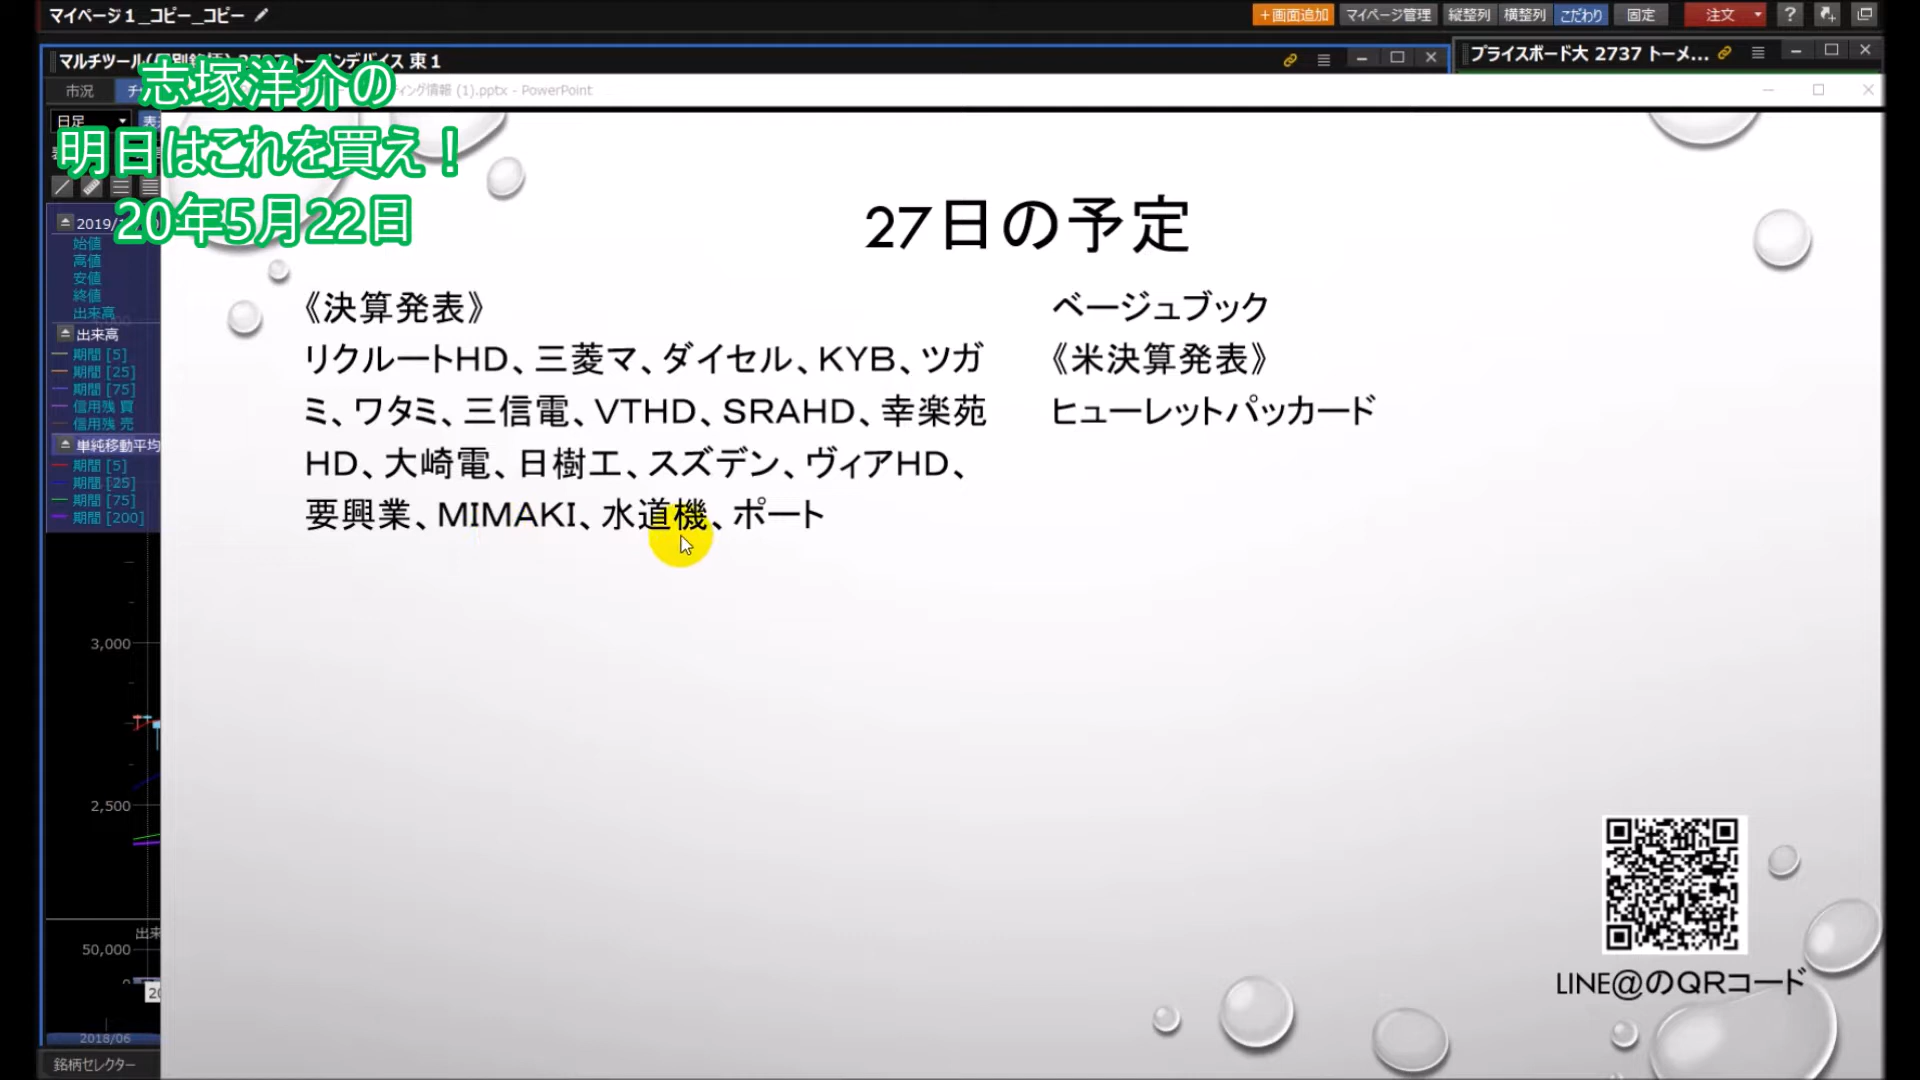 マイページ1_コピー_コピー
+画面追加 マイページ管理 縦整列 横整列 こだわり 固定 注文 ?
東1
プライスボード大 2737 トーメ...
市況
ィング情報 (1).pptx - PowerPoint
日足
志塚洋介の
明日はこれを買え!
20年5月22日
2019/
始値
高値
安値
終値
出来高
出来高
期間 [5]
期間 [25]
期間 [75]
信用残 買
信用残 売
単純移動平均
期間 [5]
期間 [25]
期間 [75]
期間 [200]
3,000
2,500
50,000
0
2018/06
銘柄セレクター
27日の予定
《決算発表》
リクルートHD、三菱マ、ダイセル、KYB、ツガ
ミ、ワタミ、三信電、VTHD、SRAHD、幸楽苑
HD、大崎電、日樹工、スズデン、ヴィアHD、
要興業、MIMAKI、水道機、ポート
ベージュブック
《米決算発表》
ヒューレットパッカード
LINE@のQRコード